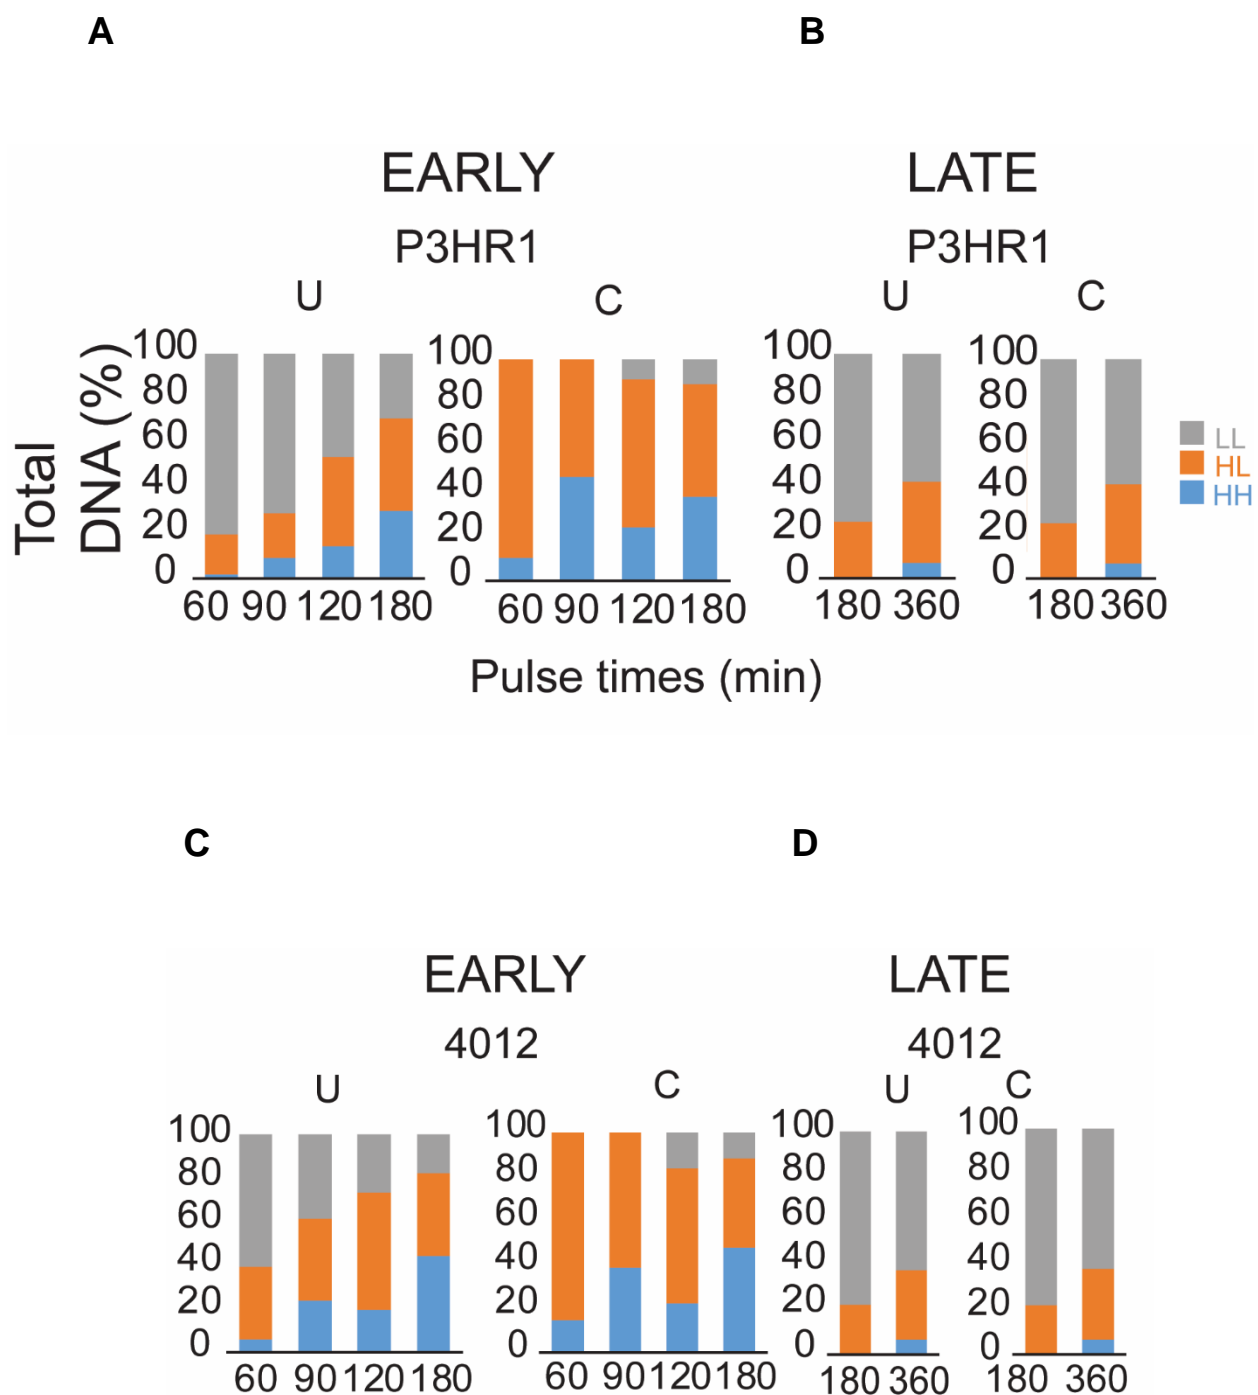 A B
EARLY LATE
P3HR1 P3HR1
U C U C
Total
DNA (%)
100 100 100 100
80 80 80 80
60 60 60 60
40 40 40 40
20 20 20 20
0 0 0 0
LL
HL
HH
60 90 120 180 60 90 120 180 180 360 180 360
Pulse times (min)
C D
EARLY LATE
4012 4012
U C U C
100 100 100 100
80 80 80 80
60 60 60 60
40 40 40 40
20 20 20 20
0 0 0 0
60 90 120 180 60 90 120 180 180 360 180 360